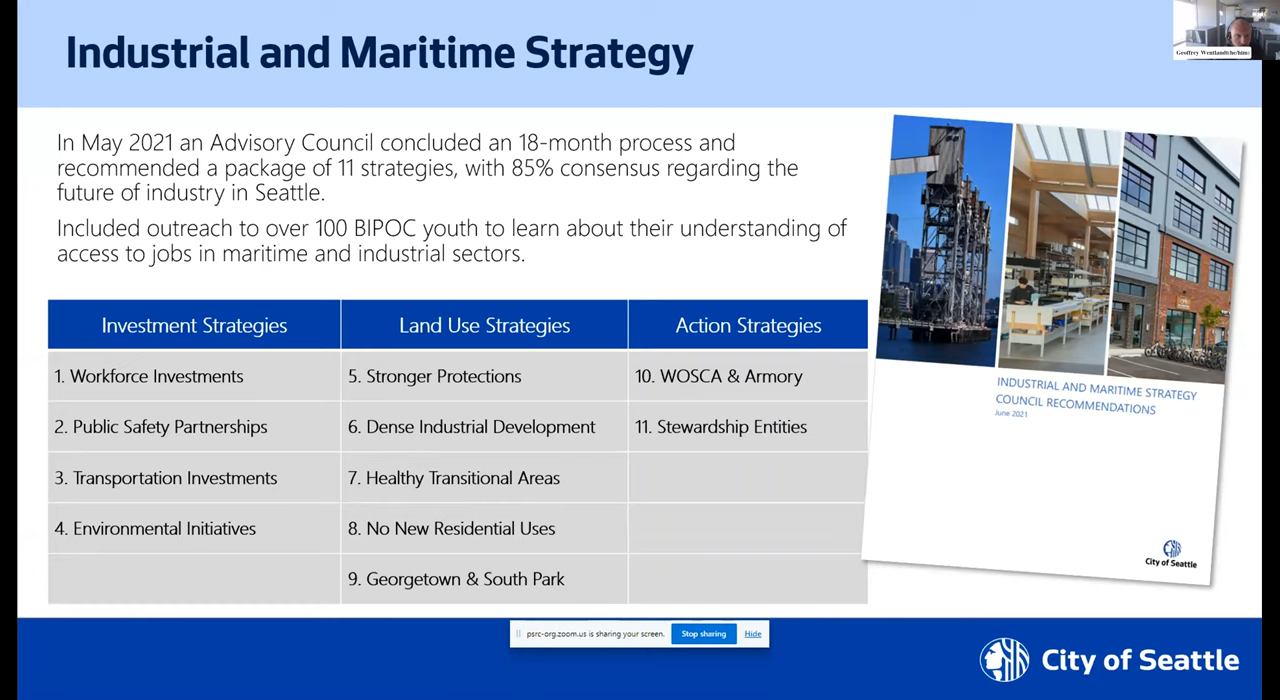 Industrial and Maritime Strategy
Geoffrey Wentland(he/him)
In May 2021 an Advisory Council concluded an 18-month process and
recommended a package of 11 strategies, with 85% consensus regarding the
future of industry in Seattle.
Included outreach to over 100 BIPOC youth to learn about their understanding of
access to jobs in maritime and industrial sectors.
Investment Strategies
Land Use Strategies
Action Strategies
1. Workforce Investments
5. Stronger Protections
10. WOSCA & Armory
2. Public Safety Partnerships
6. Dense Industrial Development
11. Stewardship Entities
3. Transportation Investments
7. Healthy Transitional Areas
4. Environmental Initiatives
8. No New Residential Uses
9. Georgetown & South Park
INDUSTRIAL AND MARITIME STRATEGY
COUNCIL RECOMMENDATIONS
June 2021
City of Seattle
psrc-org.zoom.us is sharing your screen.
Stop sharing
Hide
City of Seattle